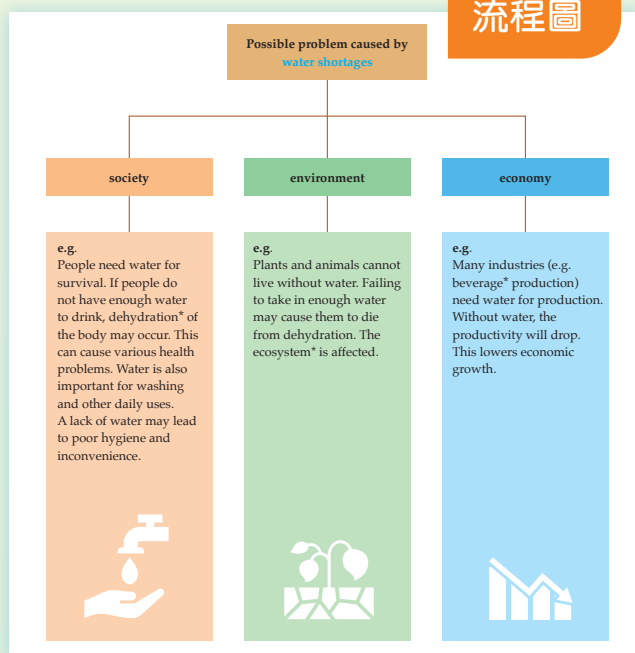 流程圖
Possible problem caused by
water shortages
society
environment
economy
e.g.
People need water for
survival. If people do
not have enough water
to drink, dehydration* of
the body may occur. This
can cause various health
problems. Water is also
important for washing
and other daily uses.
A lack of water may lead
to poor hygiene and
inconvenience.
e.g.
Plants and animals cannot
live without water. Failing
to take in enough water
may cause them to die
from dehydration. The
ecosystem* is affected.
e.g.
Many industries (e.g.
beverage* production)
need water for production.
Without water, the
productivity will drop.
This lowers economic
growth.